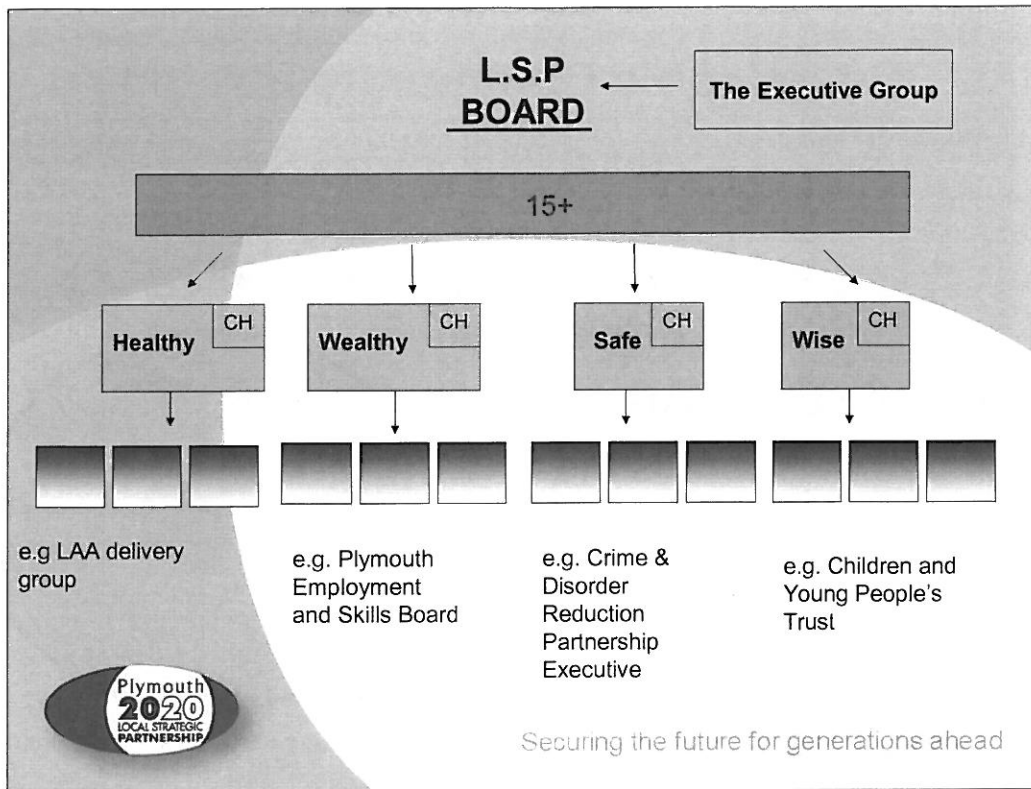 L.S.P
BOARD
The Executive Group
15+
Healthy
CH
Wealthy
CH
Safe
CH
Wise
CH
e.g LAA delivery
group
e.g. Plymouth
Employment
and Skills Board
e.g. Crime &
Disorder
Reduction
Partnership
Executive
e.g. Children and
Young People's
Trust
Plymouth
2020
LOCAL STRATEGIC
PARTNERSHIP
Securing the future for generations ahead